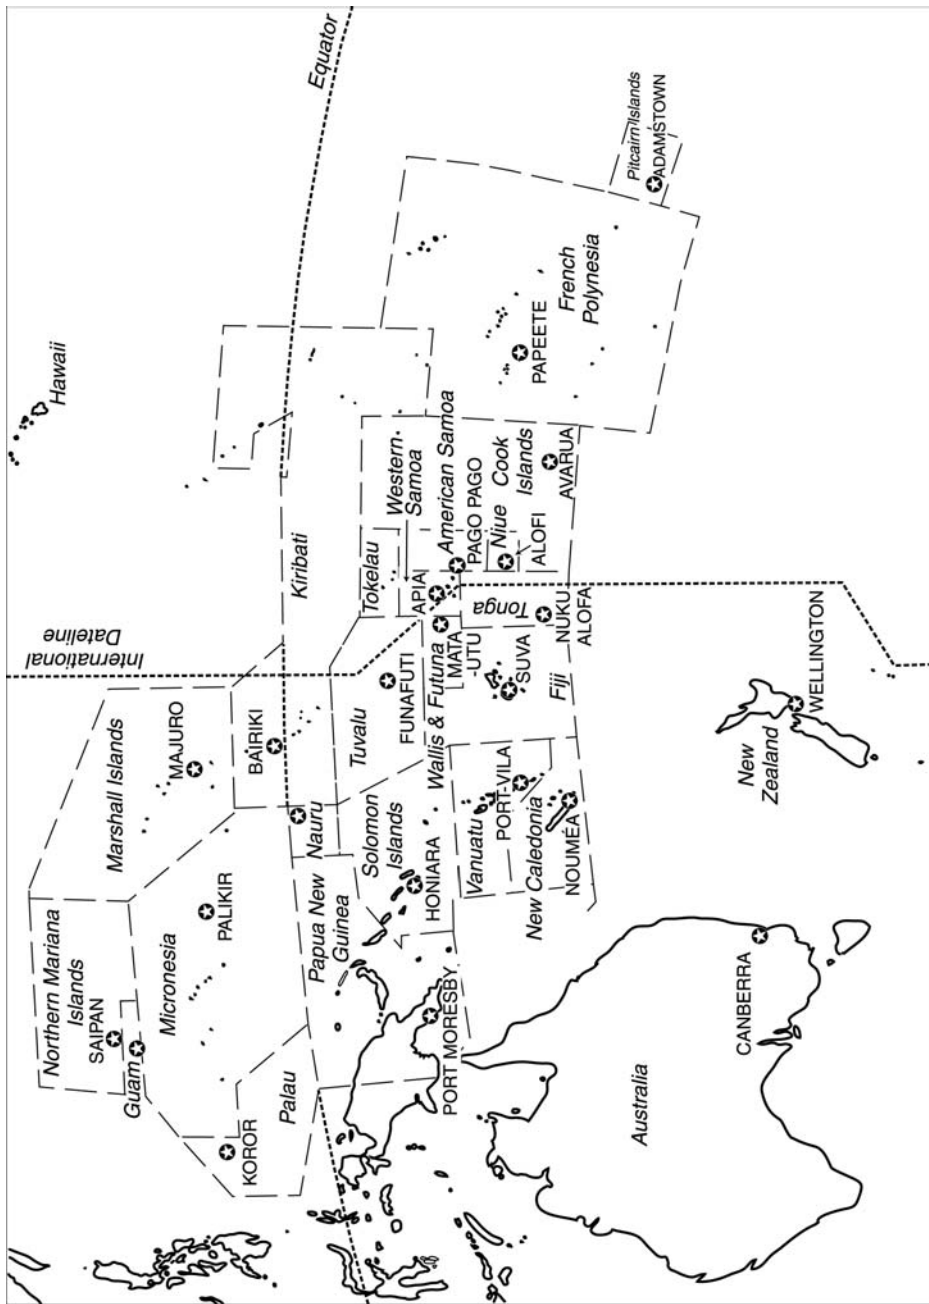 Hawaii
Equator
International
Dateline
Northern Mariana
Islands
SAIPAN
Guam
Marshall Islands
MAJURO
Micronesia
PALIKIR
KOROR
Palau
BAIRIKI
Kiribati
Nauru
Papua New
Guinea
PORT MORESBY
Solomon
Islands
HONIARA
Tuvalu
FUNAFUTI
Tokelau
Western
Samoa
APIA
American Samoa
PAGO PAGO
Wallis & Futuna
MATA
-UTU
Vanuatu
PORT-VILA
New Caledonia
NOUMÉA
Fiji
SUVA
Tonga
NUKU
ALOFA
Niue
ALOFI
Cook
Islands
AVARUA
French
Polynesia
PAPEETE
Pitcairn Islands
ADAMSTOWN
Australia
CANBERRA
New
Zealand
WELLINGTON